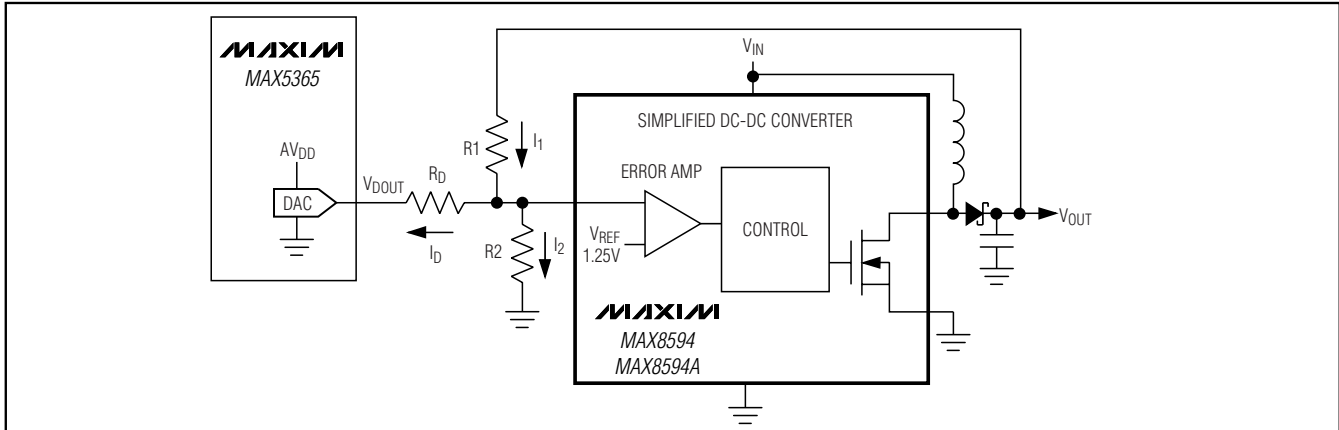 MAXIM
MAX5365
AVDD
DAC
VDOUT
RD
ID
R1
I1
R2
I2
VIN
SIMPLIFIED DC-DC CONVERTER
ERROR AMP
VREF
1.25V
CONTROL
MAXIM
MAX8594
MAX8594A
VOUT